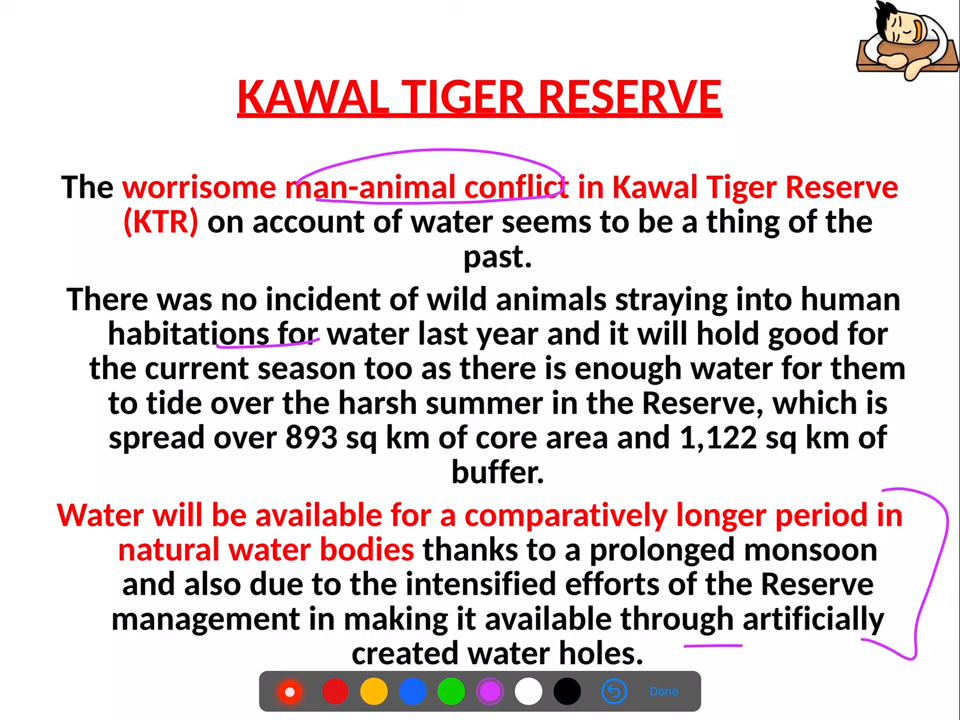 KAWAL TIGER RESERVE
The worrisome man-animal conflict in Kawal Tiger Reserve
(KTR) on account of water seems to be a thing of the
past.
There was no incident of wild animals straying into human
habitations for water last year and it will hold good for
the current season too as there is enough water for them
to tide over the harsh summer in the Reserve, which is
spread over 893 sq km of core area and 1,122 sq km of
buffer.
Water will be available for a comparatively longer period in
natural water bodies thanks to a prolonged monsoon
and also due to the intensified efforts of the Reserve
management in making it available through artificially
created water holes.
Done